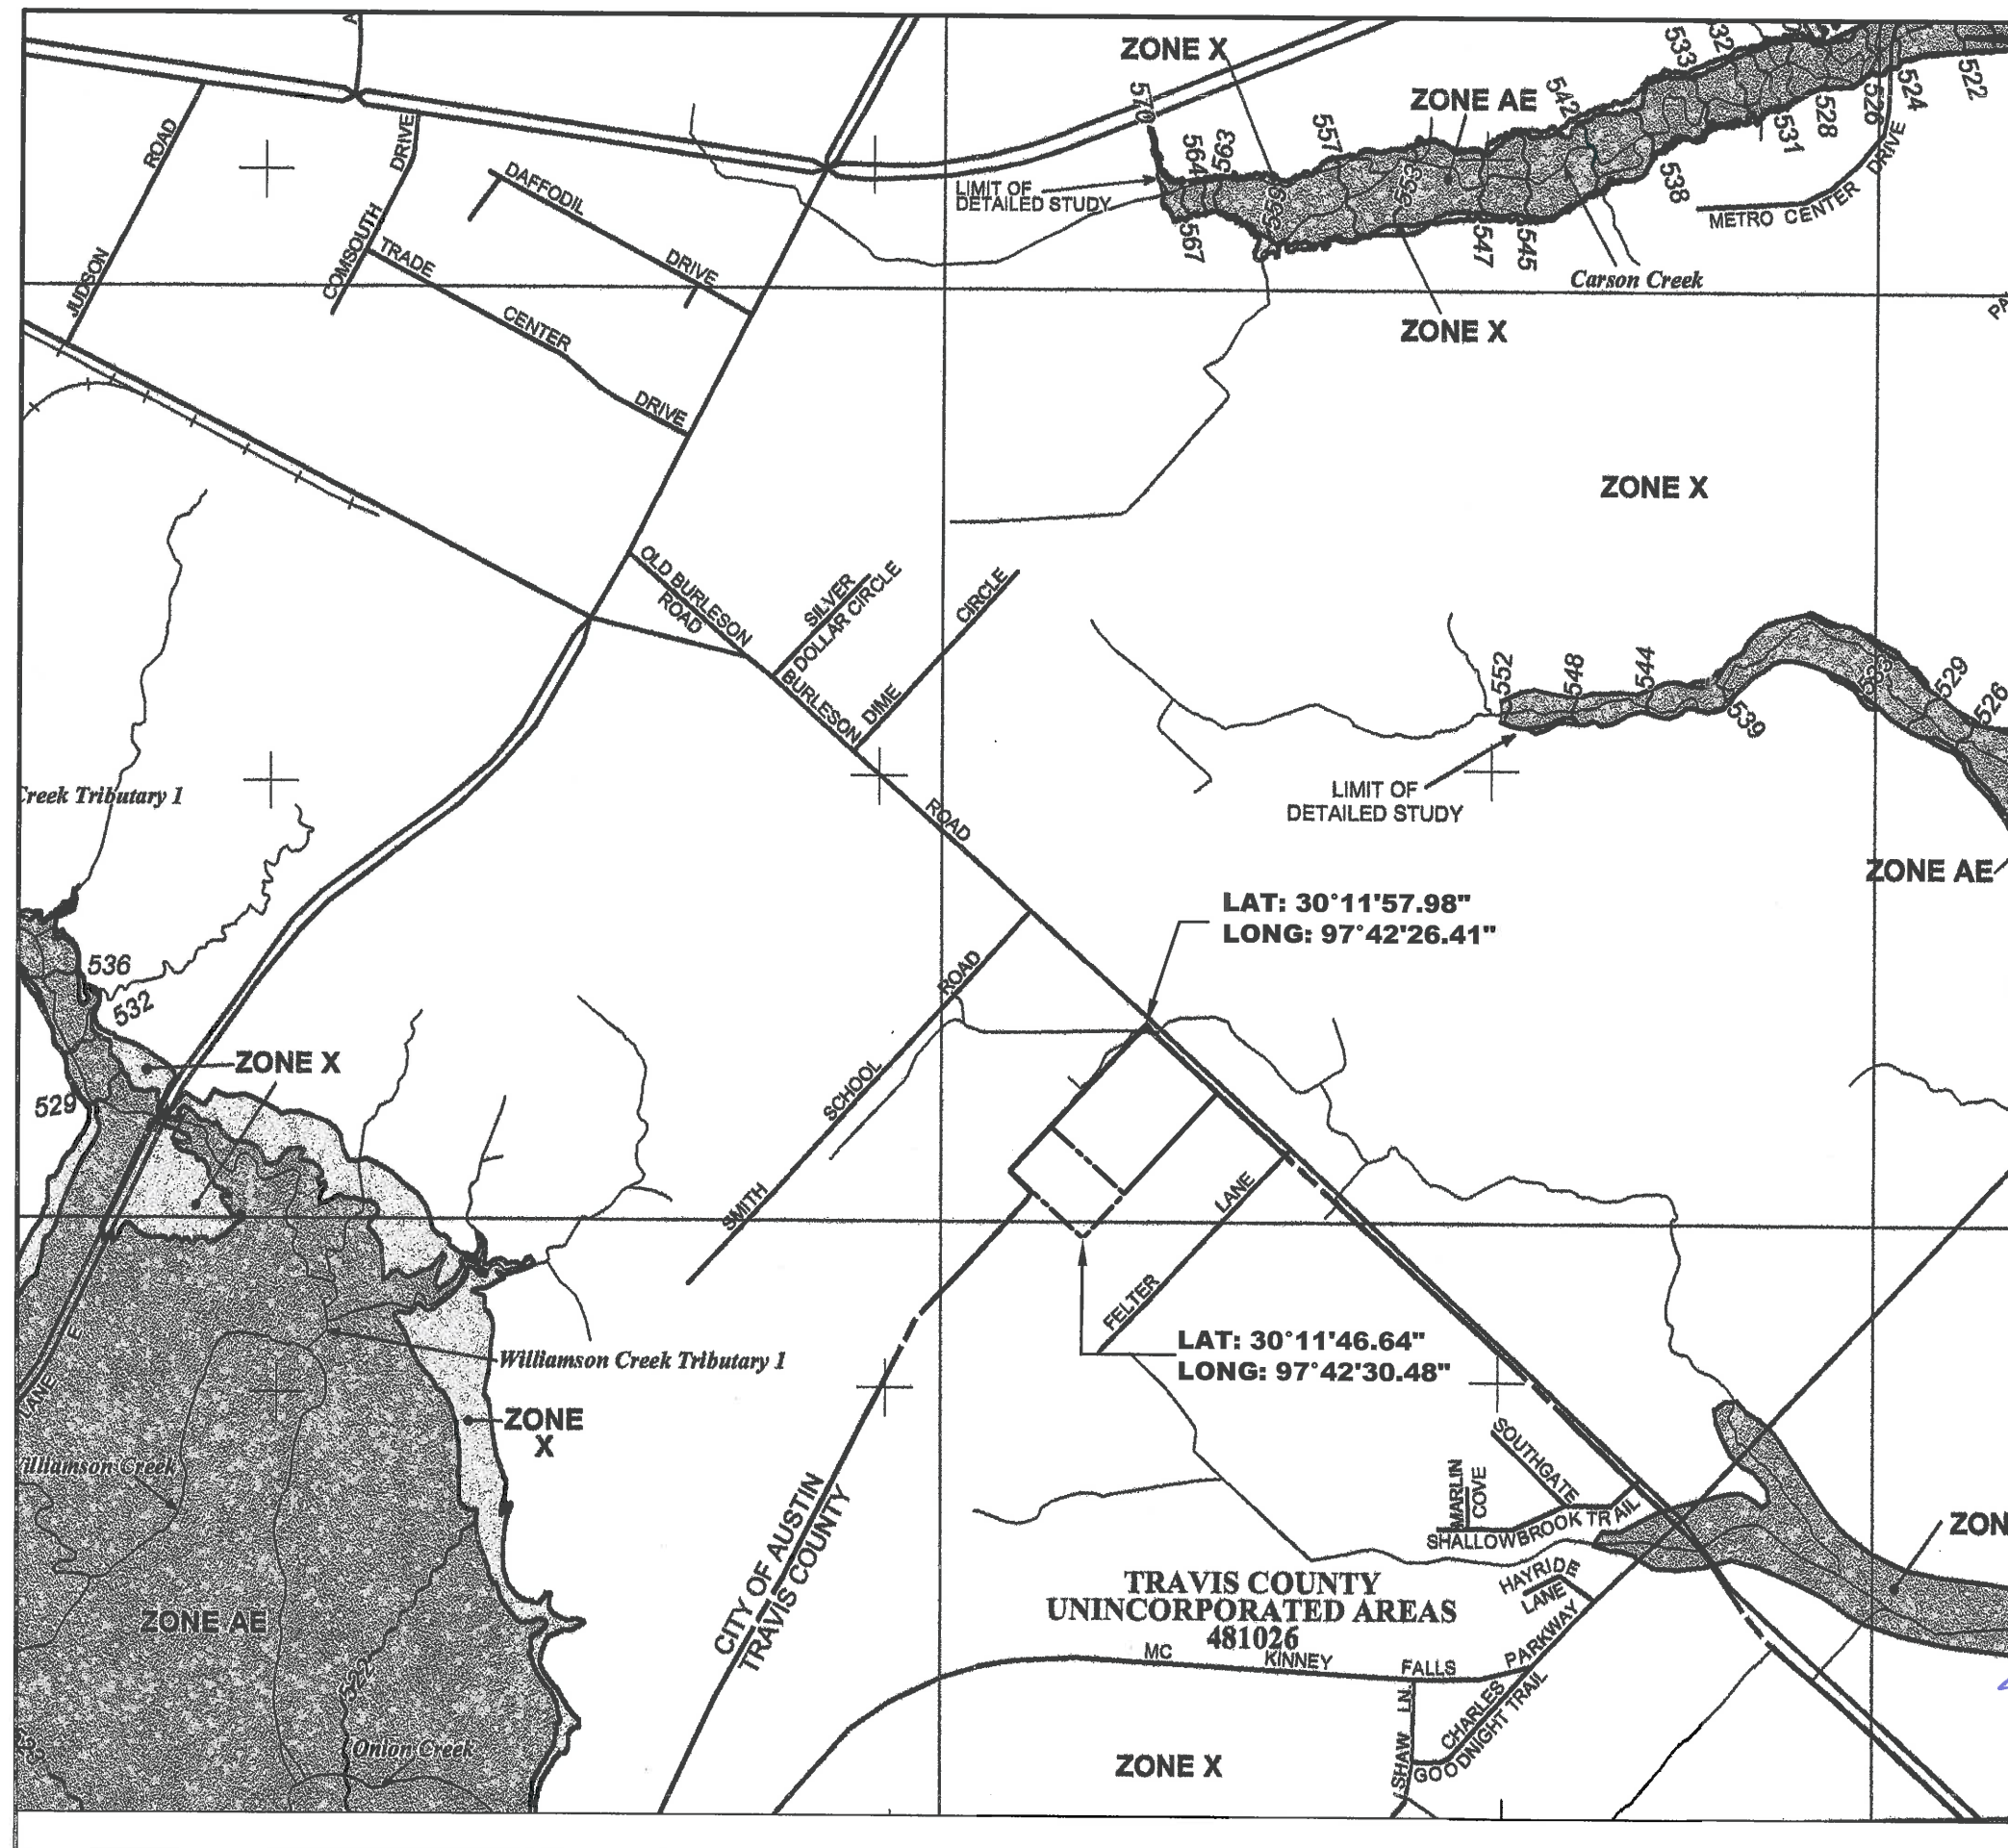 ZONE X
ZONE AE
570
564
563
567
557
553
547
545
542
538
533
32
531
528
526
524
522
LIMIT OF
DETAILED STUDY
METRO CENTER DRIVE
Carson Creek
ZONE X
JUDSON ROAD
COMSOUTH DRIVE
DAFFODIL DRIVE
TRADE CENTER DRIVE
ZONE X
OLD BURLESON
ROAD
SILVER
DOLLAR CIRCLE
DIME CIRCLE
BURLESON ROAD
552
548
544
539
529
526
LIMIT OF
DETAILED STUDY
ZONE AE
Creek Tributary 1
536
532
529
ZONE X
LAT: 30°11'57.98"
LONG: 97°42'26.41"
SMITH SCHOOL ROAD
FELTER LANE
LAT: 30°11'46.64"
LONG: 97°42'30.48"
Williamson Creek Tributary 1
ZONE
X
LANE
E
Williamson Creek
ZONE AE
522
Onion Creek
CITY OF AUSTIN
TRAVIS COUNTY
SOUTHGATE
MARLIN
COVE
SHALLOWBROOK TRAIL
HAYRIDE
LANE
ZON
TRAVIS COUNTY
UNINCORPORATED AREAS
481026
MC KINNEY FALLS PARKWAY
SHAW LN
CHARLES
GOODNIGHT TRAIL
ZONE X